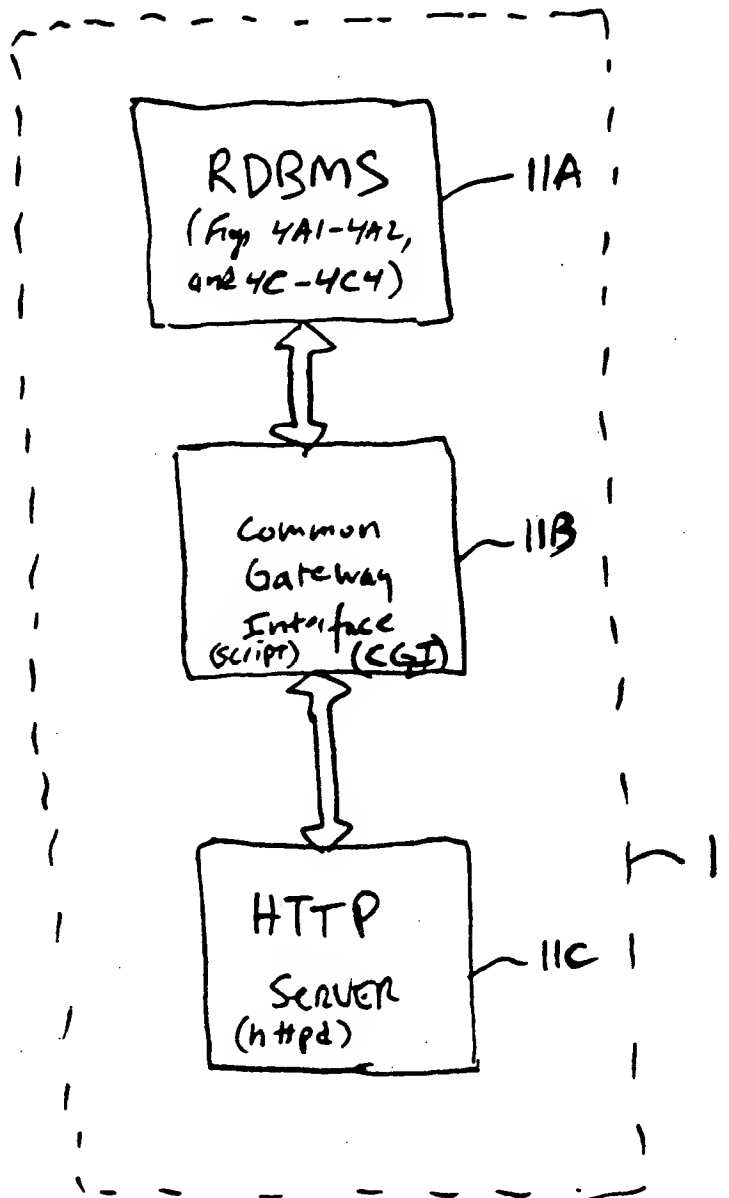 RDBMS
(Figs 4A1-4A2,
and 4C-4C4)
11A
Common
Gateway
Interface
(script) (CGI)
11B
1
HTTP
SERVER
(httpd)
11C